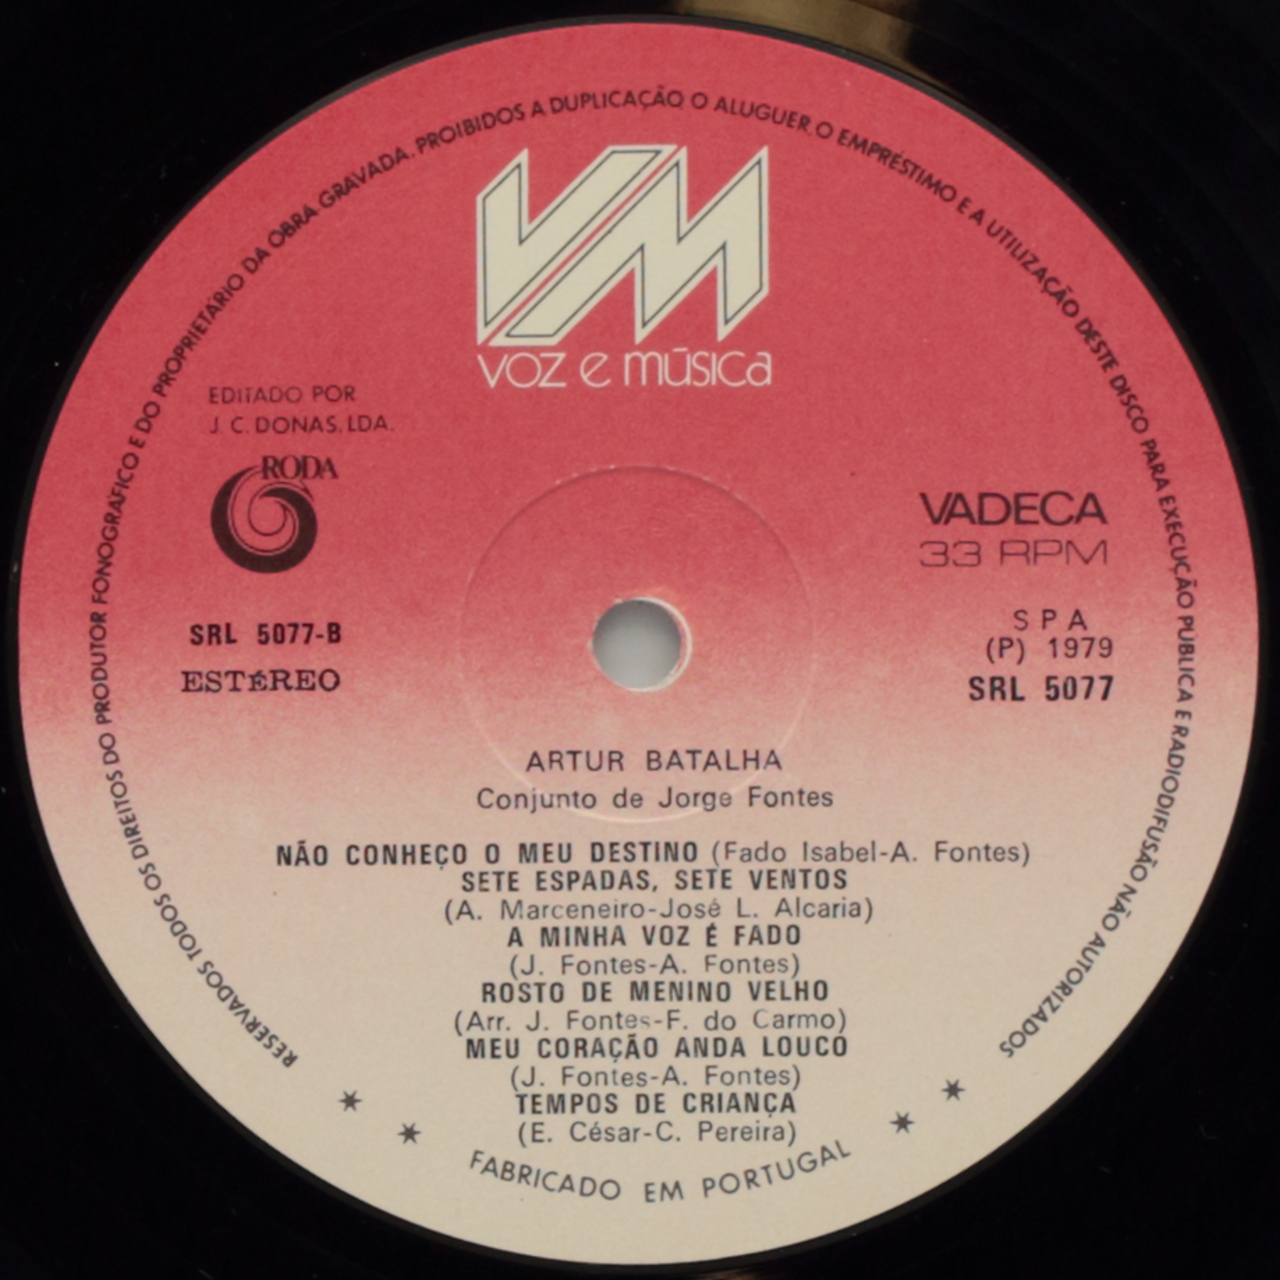 RESERVADOS TODOS OS DIREITOS DO PRODUTOR FONOGRÁFICO E DO PROPRIETÁRIO DA OBRA GRAVADA. PROIBIDOS A DUPLICAÇÃO, O ALUGUER, O EMPRÉSTIMO E A UTILIZAÇÃO DESTE DISCO PARA EXECUÇÃO PÚBLICA E RADIODIFUSÃO NÃO AUTORIZADOS
VM
VOZ E MÚSICA
EDITADO POR
J. C. DONAS, LDA.
RODA
VADECA
33 RPM
SRL 5077-B
ESTÉREO
S P A
(P) 1979
SRL 5077
ARTUR BATALHA
Conjunto de Jorge Fontes
NÃO CONHEÇO O MEU DESTINO (Fado Isabel-A. Fontes)
SETE ESPADAS, SETE VENTOS
(A. Marceneiro-José L. Alcaria)
A MINHA VOZ É FADO
(J. Fontes-A. Fontes)
ROSTO DE MENINO VELHO
(Arr. J. Fontes-F. do Carmo)
MEU CORAÇÃO ANDA LOUCO
(J. Fontes-A. Fontes)
TEMPOS DE CRIANÇA
(E. César-C. Pereira)
FABRICADO EM PORTUGAL